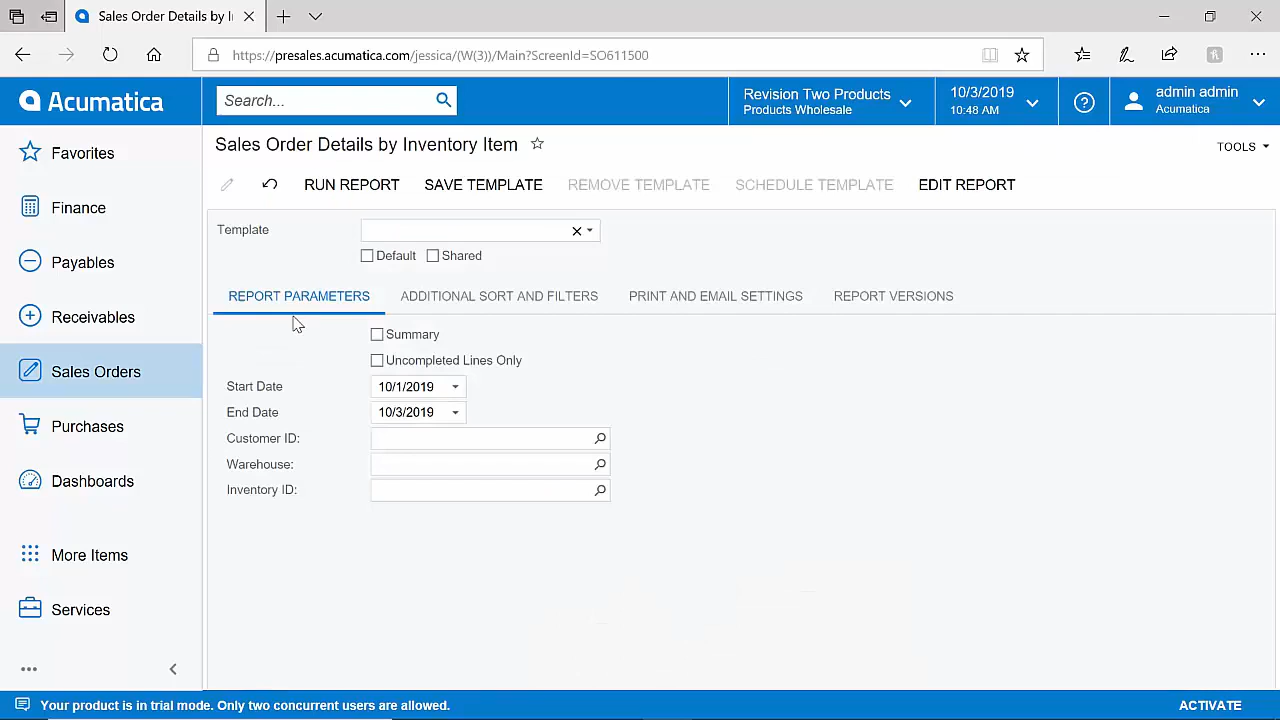 Sales Order Details by I
https://presales.acumatica.com/jessica/(W(3))/Main?ScreenId=SO611500
Acumatica
Search...
Revision Two Products
Products Wholesale
10/3/2019
10:48 AM
admin admin
Acumatica
Favorites
Finance
Payables
Receivables
Sales Orders
Purchases
Dashboards
More Items
Services
Sales Order Details by Inventory Item
TOOLS
RUN REPORT SAVE TEMPLATE REMOVE TEMPLATE SCHEDULE TEMPLATE EDIT REPORT
Template
Default Shared
REPORT PARAMETERS ADDITIONAL SORT AND FILTERS PRINT AND EMAIL SETTINGS REPORT VERSIONS
Summary
Uncompleted Lines Only
Start Date 10/1/2019
End Date 10/3/2019
Customer ID:
Warehouse:
Inventory ID:
Your product is in trial mode. Only two concurrent users are allowed. ACTIVATE